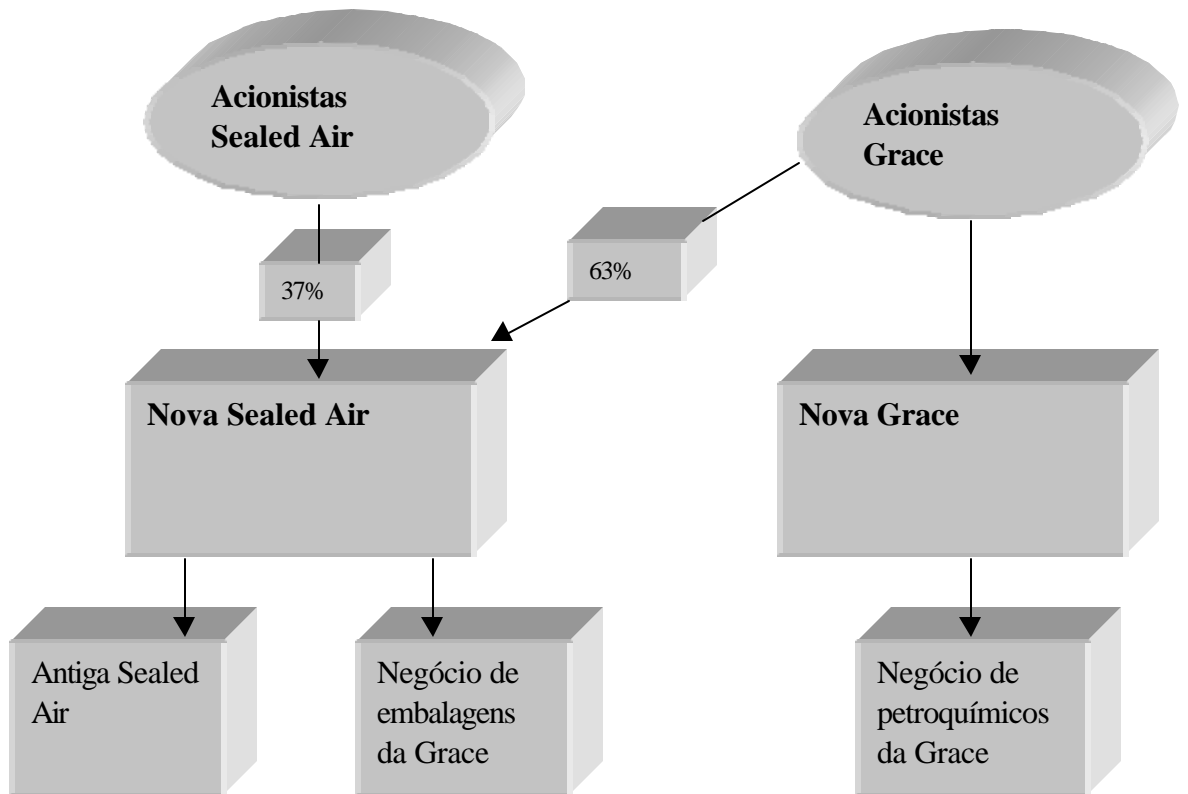 Acionistas
Sealed Air
Acionistas
Grace
37%
63%
Nova Sealed Air
Nova Grace
Antiga Sealed
Air
Negócio de
embalagens
da Grace
Negócio de
petroquímicos
da Grace